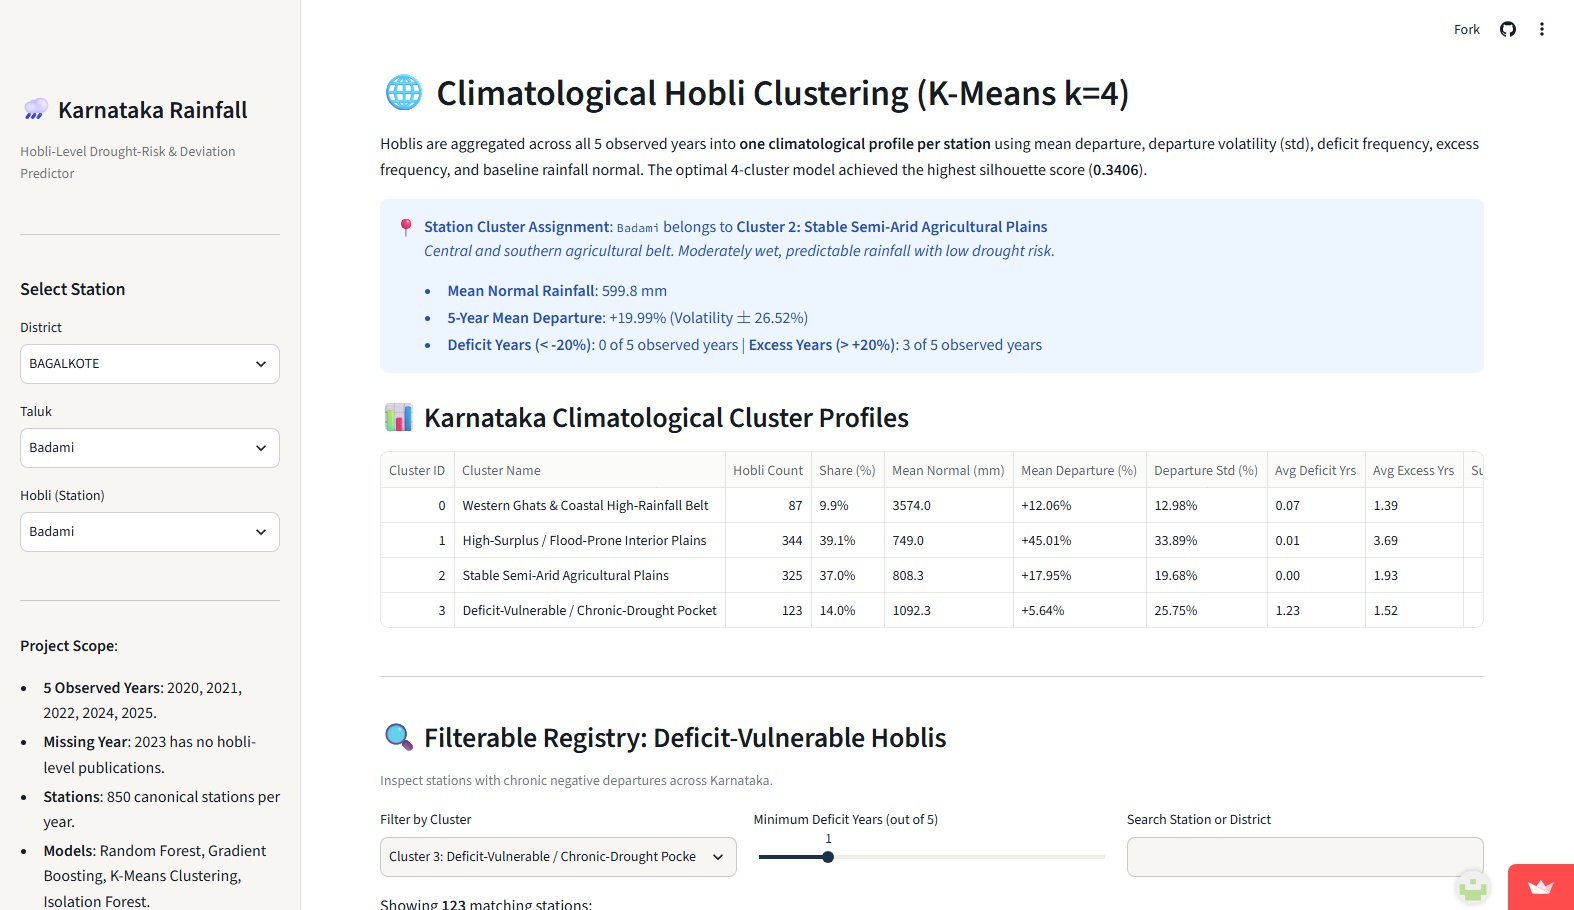 Fork
Karnataka Rainfall
Hobli-Level Drought-Risk & Deviation
Predictor
Select Station
District
BAGALKOTE
Taluk
Badami
Hobli (Station)
Badami
Project Scope:
• 5 Observed Years: 2020, 2021,
2022, 2024, 2025.
• Missing Year: 2023 has no hobli-
level publications.
• Stations: 850 canonical stations per
year.
• Models: Random Forest, Gradient
Boosting, K-Means Clustering,
Isolation Forest.
Climatological Hobli Clustering (K-Means k=4)
Hoblis are aggregated across all 5 observed years into one climatological profile per station using mean departure, departure volatility (std), deficit frequency, excess
frequency, and baseline rainfall normal. The optimal 4-cluster model achieved the highest silhouette score (0.3406).
Station Cluster Assignment: Badami belongs to Cluster 2: Stable Semi-Arid Agricultural Plains
Central and southern agricultural belt. Moderately wet, predictable rainfall with low drought risk.
• Mean Normal Rainfall: 599.8 mm
• 5-Year Mean Departure: +19.99% (Volatility ± 26.52%)
• Deficit Years (< -20%): 0 of 5 observed years | Excess Years (> +20%): 3 of 5 observed years
Karnataka Climatological Cluster Profiles
Cluster ID Cluster Name Hobli Count Share (%) Mean Normal (mm) Mean Departure (%) Departure Std (%) Avg Deficit Yrs Avg Excess Yrs
0 Western Ghats & Coastal High-Rainfall Belt 87 9.9% 3574.0 +12.06% 12.98% 0.07 1.39
1 High-Surplus / Flood-Prone Interior Plains 344 39.1% 749.0 +45.01% 33.89% 0.01 3.69
2 Stable Semi-Arid Agricultural Plains 325 37.0% 808.3 +17.95% 19.68% 0.00 1.93
3 Deficit-Vulnerable / Chronic-Drought Pocket 123 14.0% 1092.3 +5.64% 25.75% 1.23 1.52
Filterable Registry: Deficit-Vulnerable Hoblis
Inspect stations with chronic negative departures across Karnataka.
Filter by Cluster Minimum Deficit Years (out of 5) Search Station or District
1
Cluster 3: Deficit-Vulnerable / Chronic-Drought Pocke
Showing 123 matching stations: